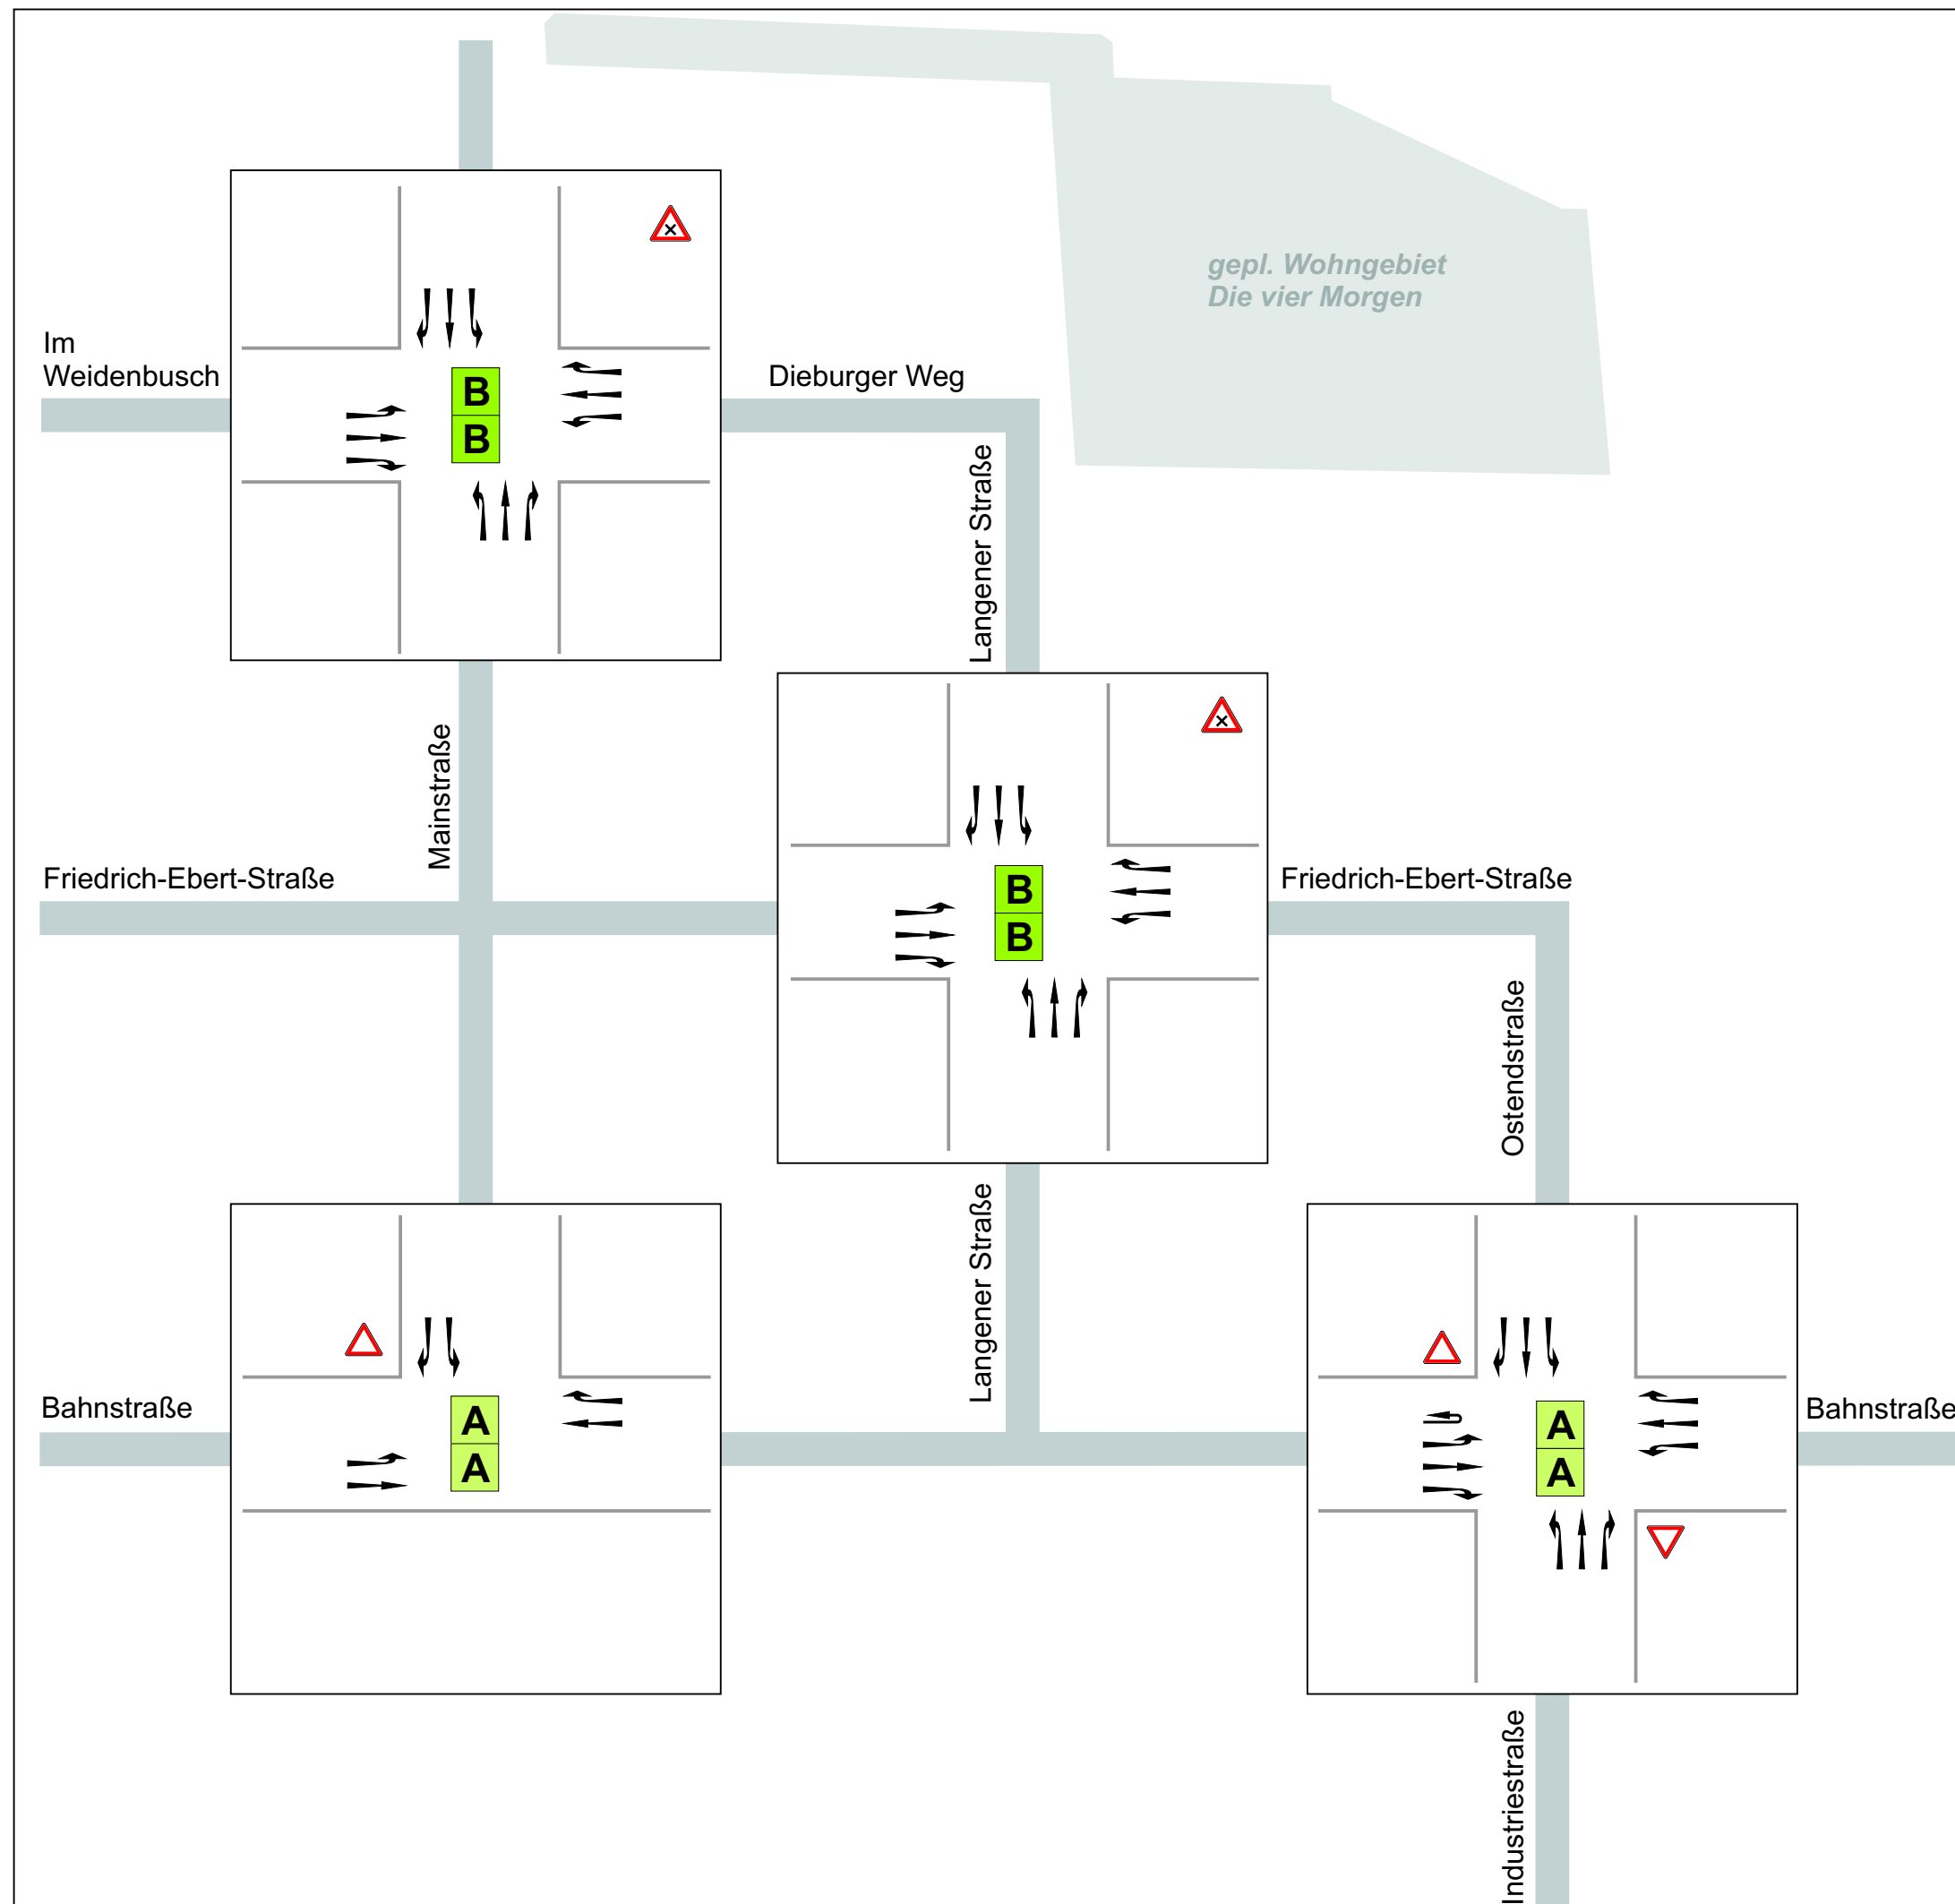 gepl. Wohngebiet
Die vier Morgen
Im
Weidenbusch
B
B
Dieburger Weg
Langener Straße
Mainstraße
Friedrich-Ebert-Straße
B
B
Friedrich-Ebert-Straße
Ostendstraße
Langener Straße
Bahnstraße
A
A
A
A
Bahnstraße
Industriestraße